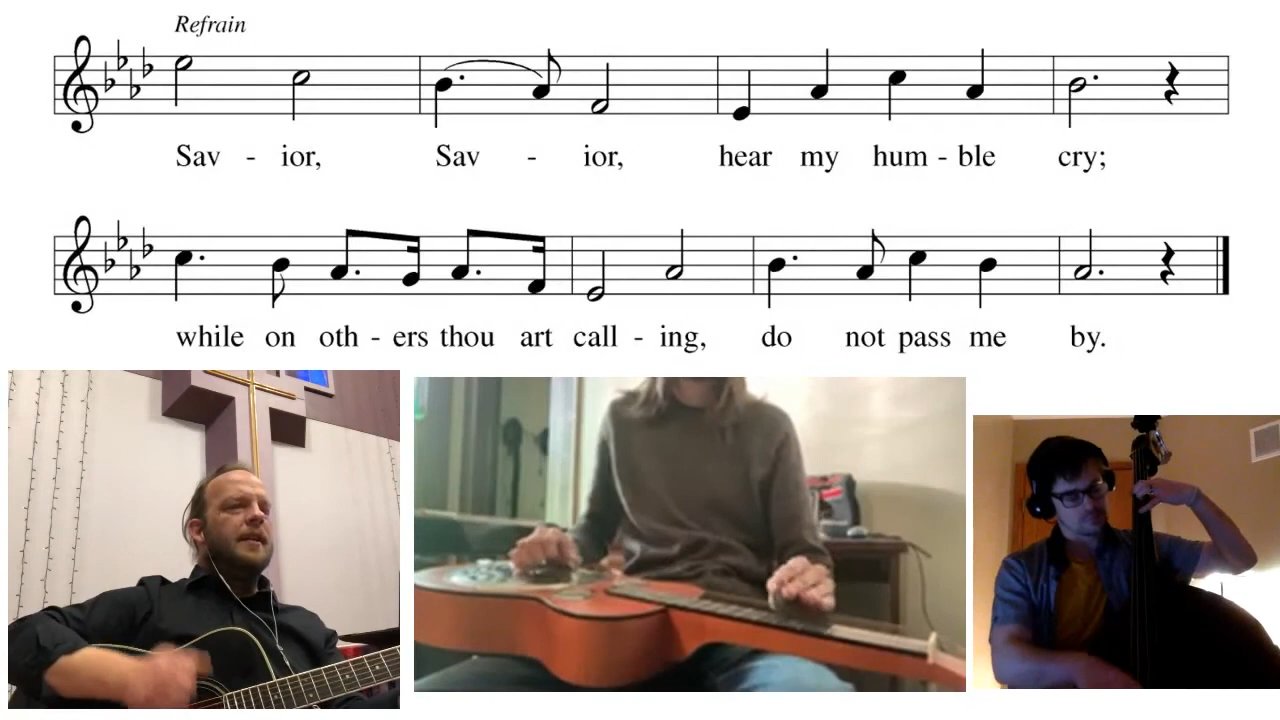 Refrain
Sav - ior, Sav - ior, hear my hum - ble cry;
while on oth - ers thou art call - ing, do not pass me by.